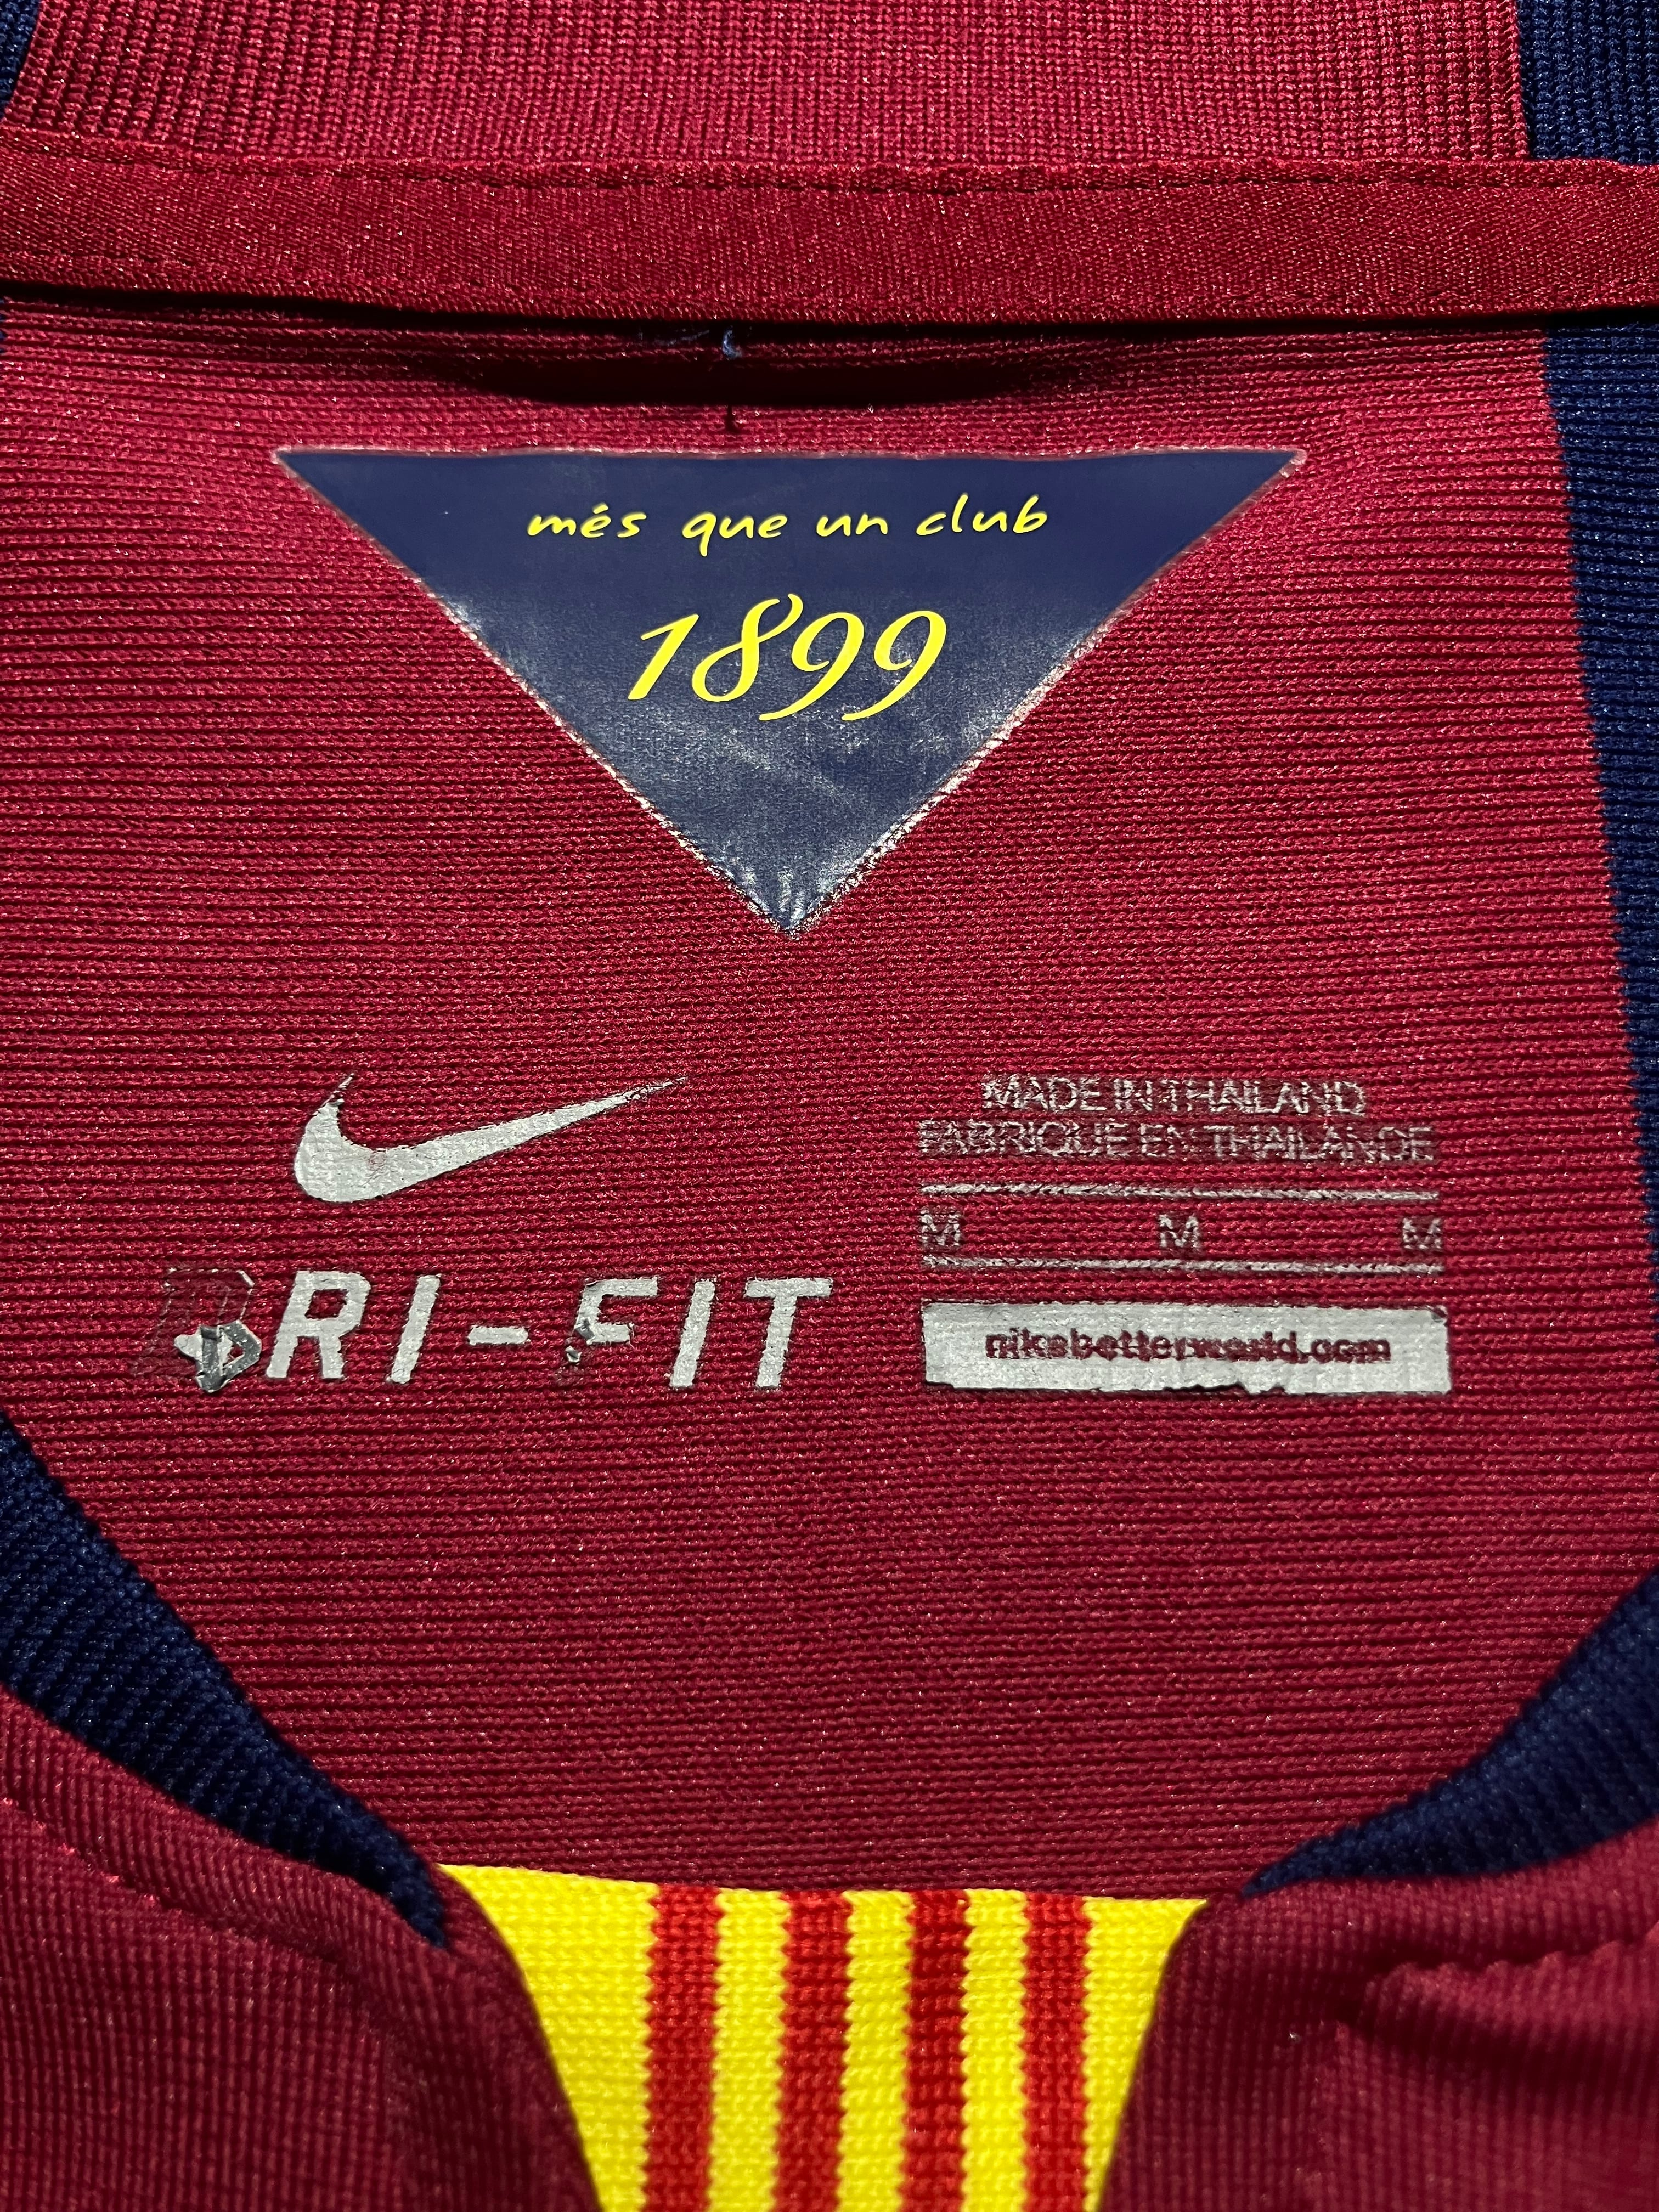 més que un club
1899
DRI-FIT
MADE IN THAILAND
FABRIQUE EN THAILANDE
M M M
nikebetterworld.com